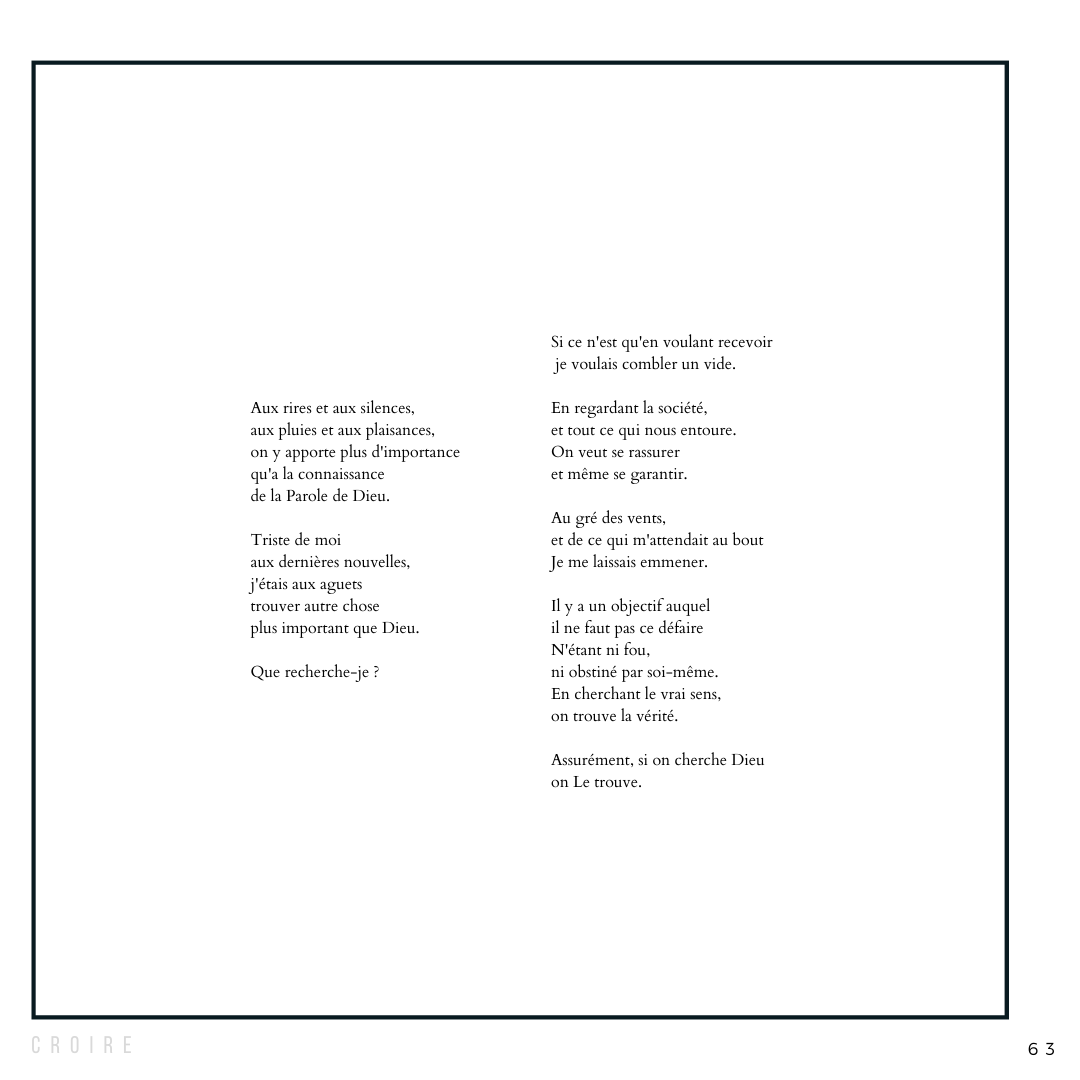 Aux rires et aux silences,
aux pluies et aux plaisances,
on y apporte plus d'importance
qu'a la connaissance
de la Parole de Dieu.
Triste de moi
aux dernières nouvelles,
j'étais aux aguets
trouver autre chose
plus important que Dieu.
Que recherche-je ?
Si ce n'est qu'en voulant recevoir
je voulais combler un vide.
En regardant la société,
et tout ce qui nous entoure.
On veut se rassurer
et même se garantir.
Au gré des vents,
et de ce qui m'attendait au bout
Je me laissais emmener.
Il y a un objectif auquel
il ne faut pas ce défaire
N'étant ni fou,
ni obstiné par soi-même.
En cherchant le vrai sens,
on trouve la vérité.
Assurément, si on cherche Dieu
on Le trouve.
CROIRE
63